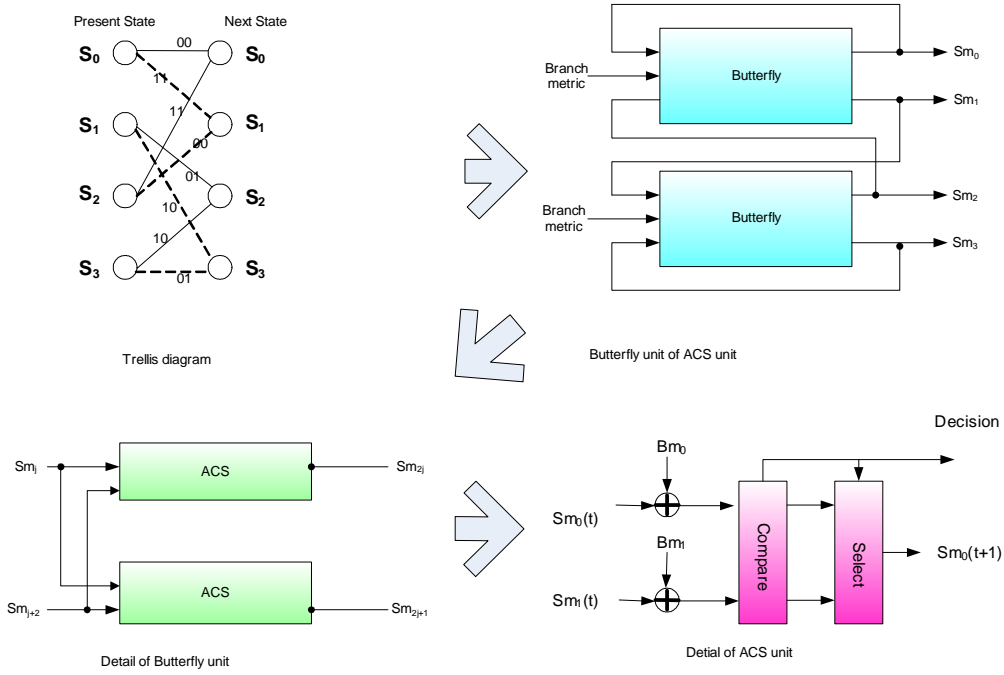 Present State
Next State
S0
00
S0
11
S1
11
S1
00
01
S2
S2
10
10
S3
01
S3
Trellis diagram
Branch metric
Butterfly
Sm0
Sm1
Branch metric
Butterfly
Sm2
Sm3
Butterfly unit of ACS unit
Smj
ACS
Sm2j
Smj+2
ACS
Sm2j+1
Detail of Butterfly unit
Decision
Bm0
Sm0(t)
Compare
Select
Bm1
Sm0(t+1)
Sm1(t)
Detial of ACS unit